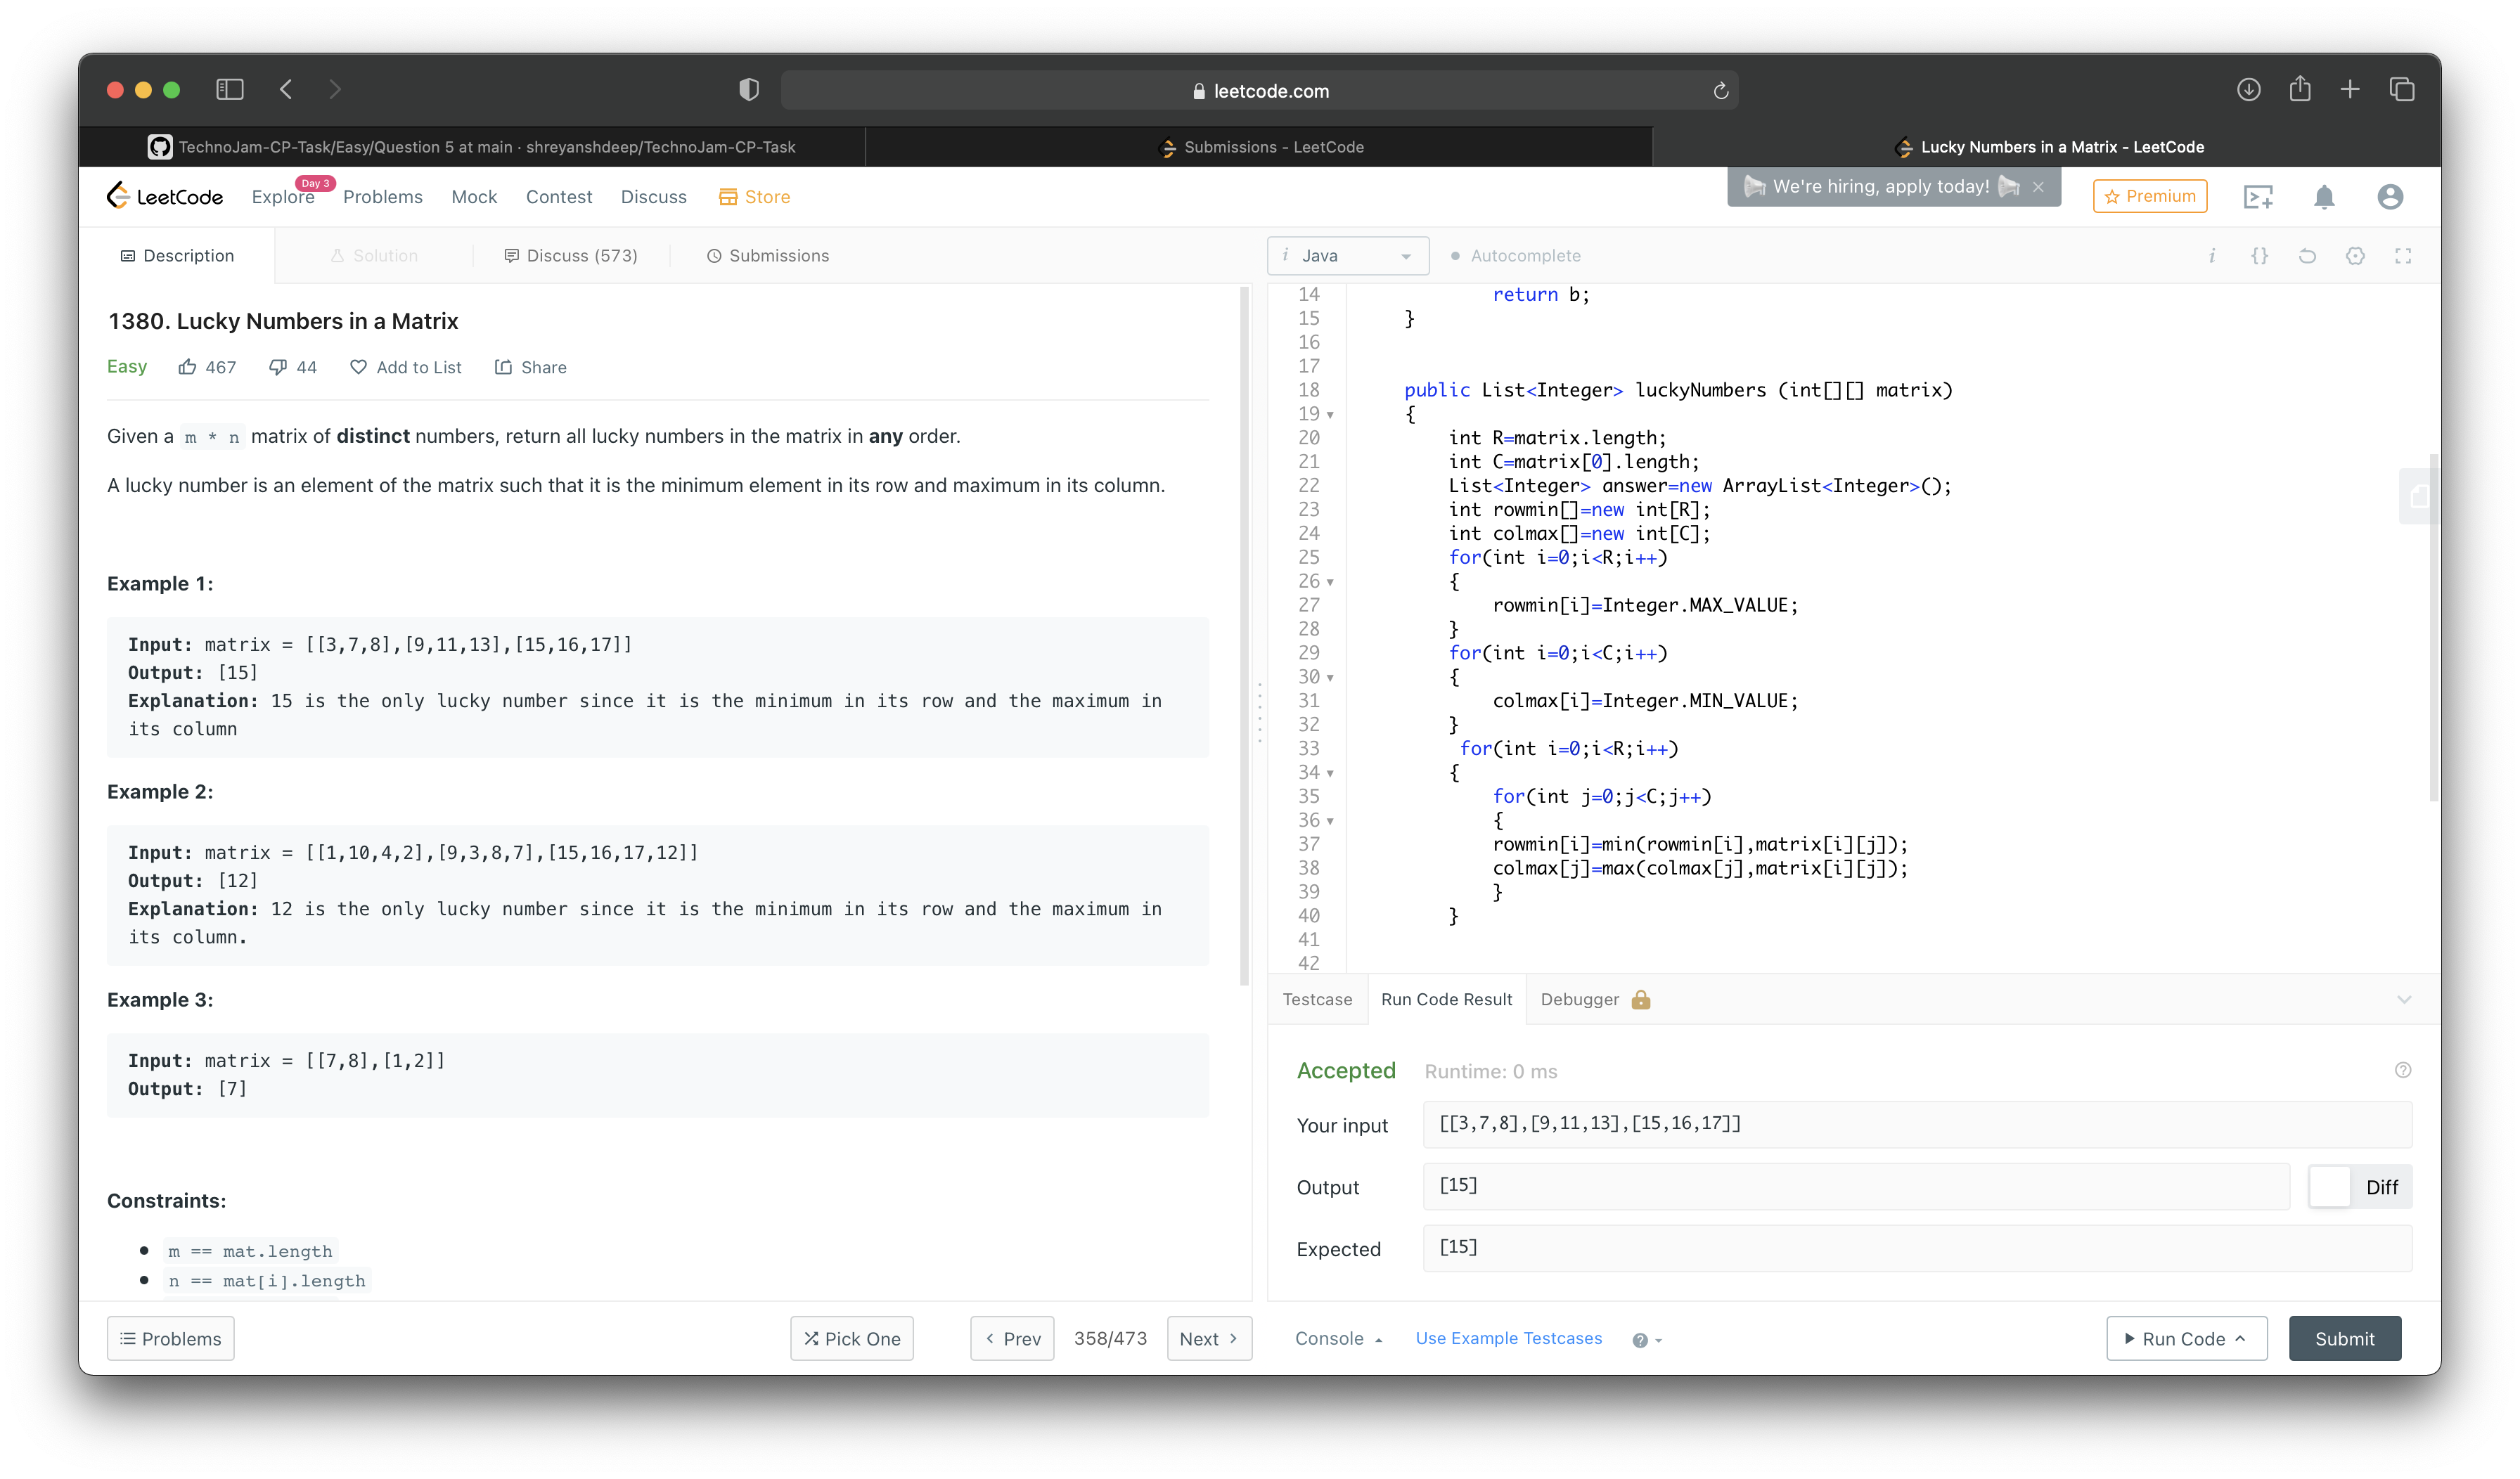 leetcode.com
TechnoJam-CP-Task/Easy/Question 5 at main · shreyanshdeep/TechnoJam-CP-Task
Submissions - LeetCode
Lucky Numbers in a Matrix - LeetCode
LeetCode
Explore
Day 3
Problems
Mock
Contest
Discuss
Store
We're hiring, apply today!
Premium
Description
Solution
Discuss (573)
Submissions
i Java
Autocomplete
i
{}
1380. Lucky Numbers in a Matrix
Easy 467 44 Add to List Share
Given a m * n matrix of distinct numbers, return all lucky numbers in the matrix in any order.
A lucky number is an element of the matrix such that it is the minimum element in its row and maximum in its column.
Example 1:
Input: matrix = [[3,7,8],[9,11,13],[15,16,17]]
Output: [15]
Explanation: 15 is the only lucky number since it is the minimum in its row and the maximum in
its column
Example 2:
Input: matrix = [[1,10,4,2],[9,3,8,7],[15,16,17,12]]
Output: [12]
Explanation: 12 is the only lucky number since it is the minimum in its row and the maximum in
its column.
Example 3:
Input: matrix = [[7,8],[1,2]]
Output: [7]
Constraints:
m == mat.length
n == mat[i].length
14 return b;
15 }
16
17
18 public List<Integer> luckyNumbers (int[][] matrix)
19 {
20 int R=matrix.length;
21 int C=matrix[0].length;
22 List<Integer> answer=new ArrayList<Integer>();
23 int rowmin[]=new int[R];
24 int colmax[]=new int[C];
25 for(int i=0;i<R;i++)
26 {
27 rowmin[i]=Integer.MAX_VALUE;
28 }
29 for(int i=0;i<C;i++)
30 {
31 colmax[i]=Integer.MIN_VALUE;
32 }
33 for(int i=0;i<R;i++)
34 {
35 for(int j=0;j<C;j++)
36 {
37 rowmin[i]=min(rowmin[i],matrix[i][j]);
38 colmax[j]=max(colmax[j],matrix[i][j]);
39 }
40 }
41
42
Testcase
Run Code Result
Debugger
Accepted Runtime: 0 ms
Your input [[3,7,8],[9,11,13],[15,16,17]]
Output [15] Diff
Expected [15]
Problems
Pick One
Prev
358/473
Next
Console
Use Example Testcases
Run Code
Submit